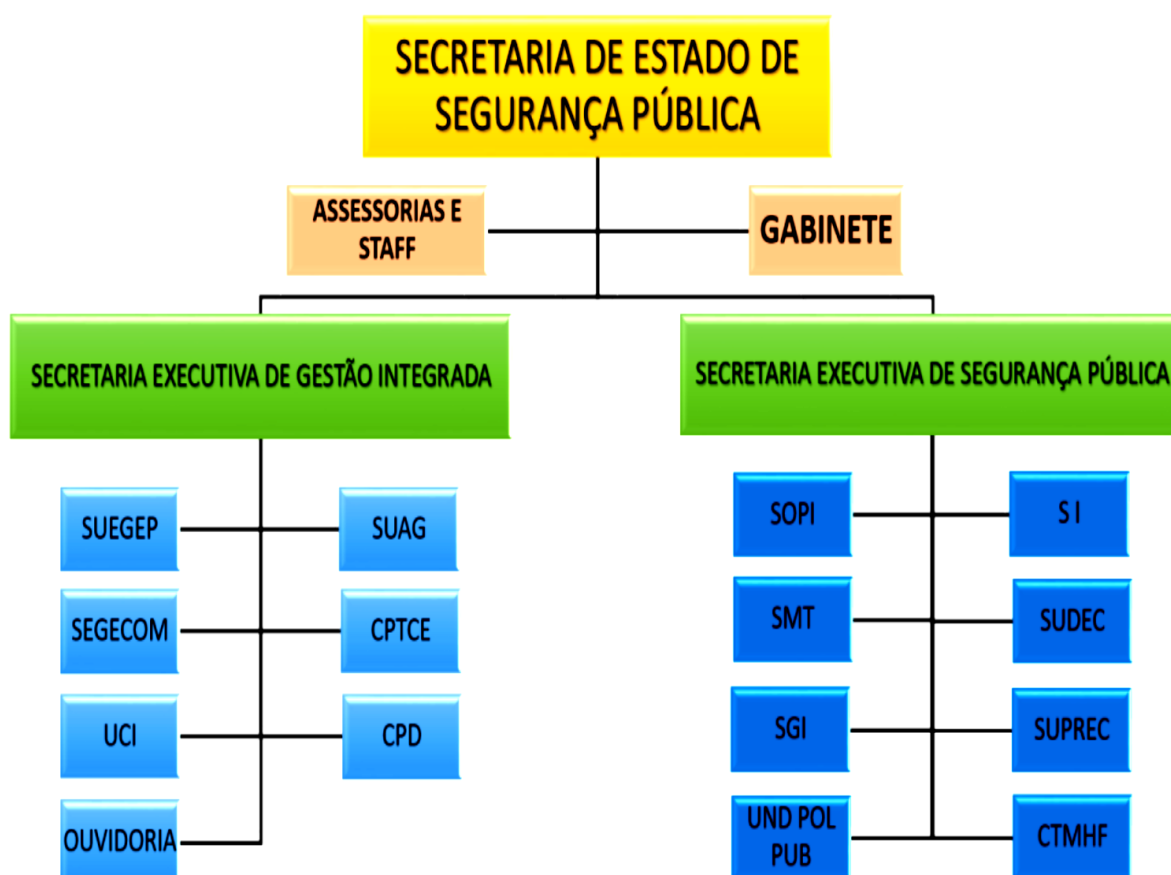 SECRETARIA DE ESTADO DE
SEGURANÇA PÚBLICA
ASSESSORIAS E
STAFF
GABINETE
SECRETARIA EXECUTIVA DE GESTÃO INTEGRADA
SECRETARIA EXECUTIVA DE SEGURANÇA PÚBLICA
SUEGEP
SUAG
SEGECOM
CPTCE
UCI
CPD
OUVIDORIA
SOPI
S I
SMT
SUDEC
SGI
SUPREC
UND POL
PUB
CTMHF